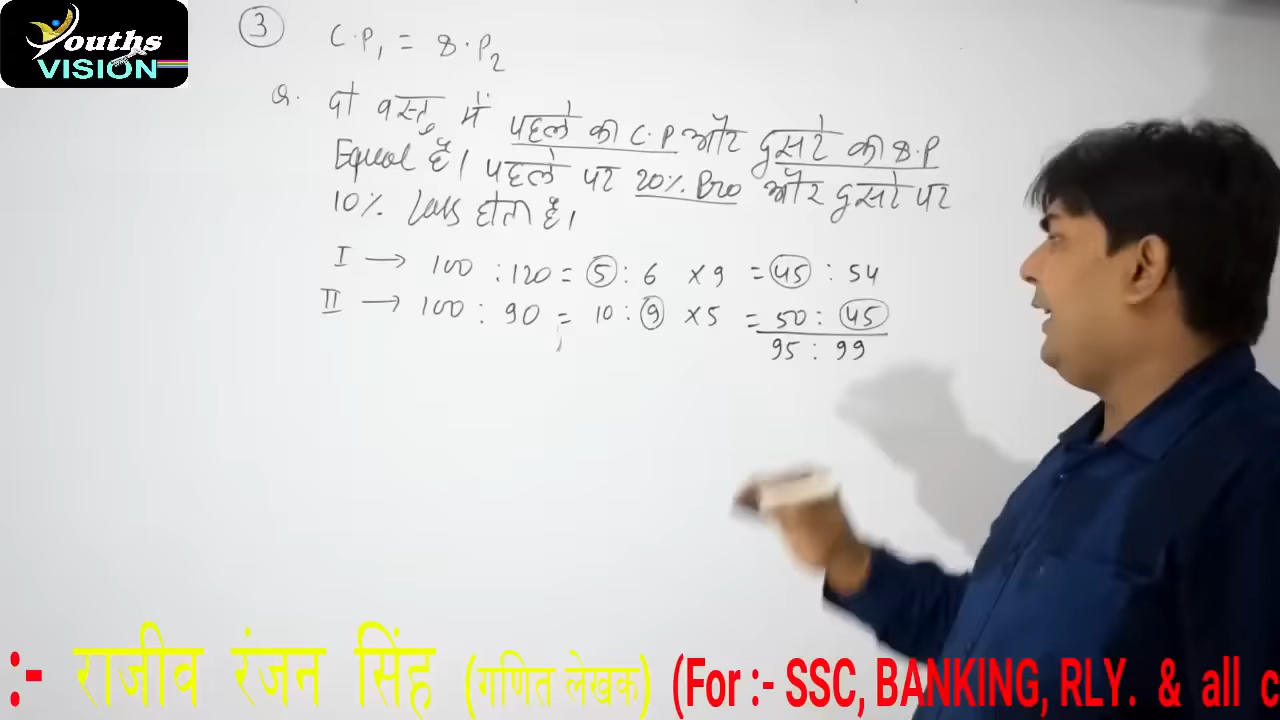 Youths
VISION
③ C.P₁ = S.P₂
Q. दो वस्तु में पहले का C.P और दुसरे का S.P
Equal है। पहले पर 20% Pro और दुसरे पर
10% Loss होता है।
I → 100 : 120 = 5 : 6 × 9 = 45 : 54
II → 100 : 90 = 10 : 9 × 5 = 50 : 45
95 : 99
:- राजीव रंजन सिंह (गणित लेखक) (For :- SSC, BANKING, RLY. & all c